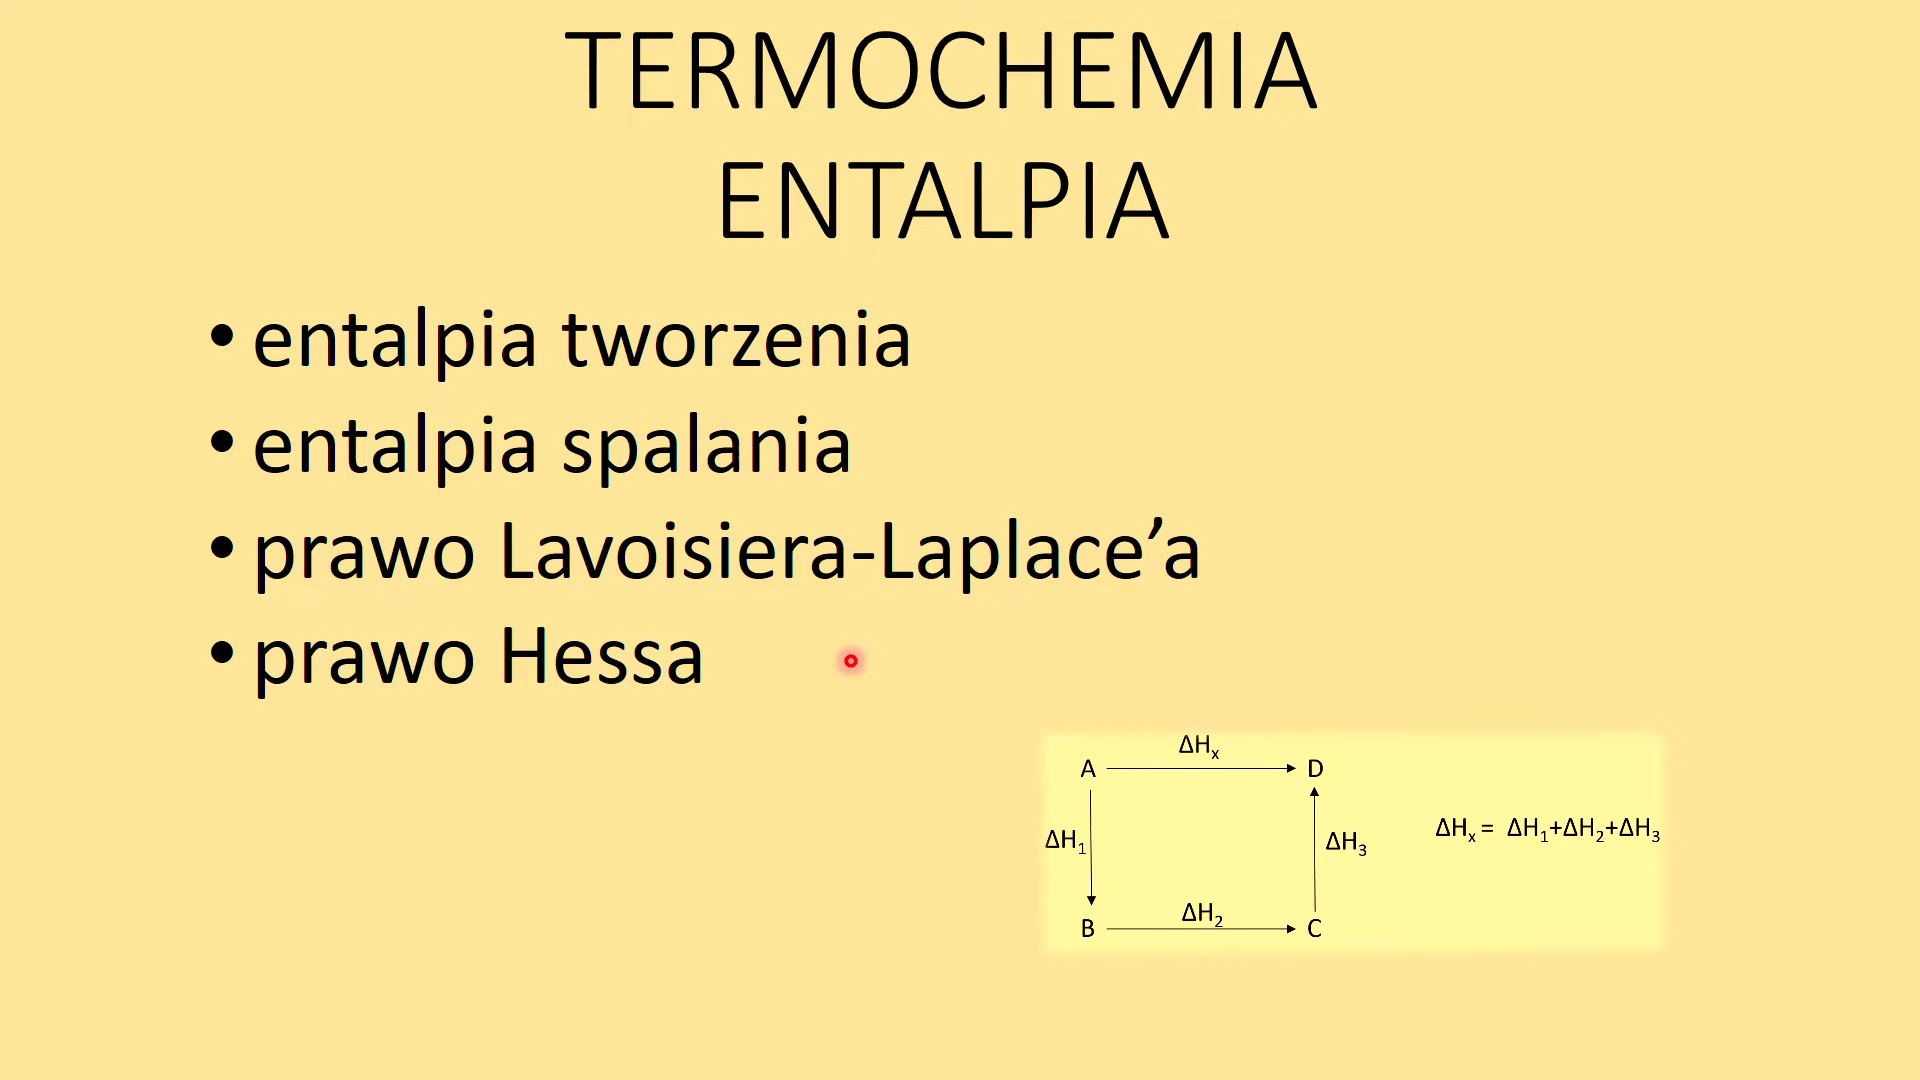 TERMOCHEMIA
ENTALPIA
• entalpia tworzenia
• entalpia spalania
• prawo Lavoisiera-Laplace’a
• prawo Hessa
ΔHₓ
A D
ΔH₁ ΔH₃ ΔHₓ = ΔH₁+ΔH₂+ΔH₃
ΔH₂
B C